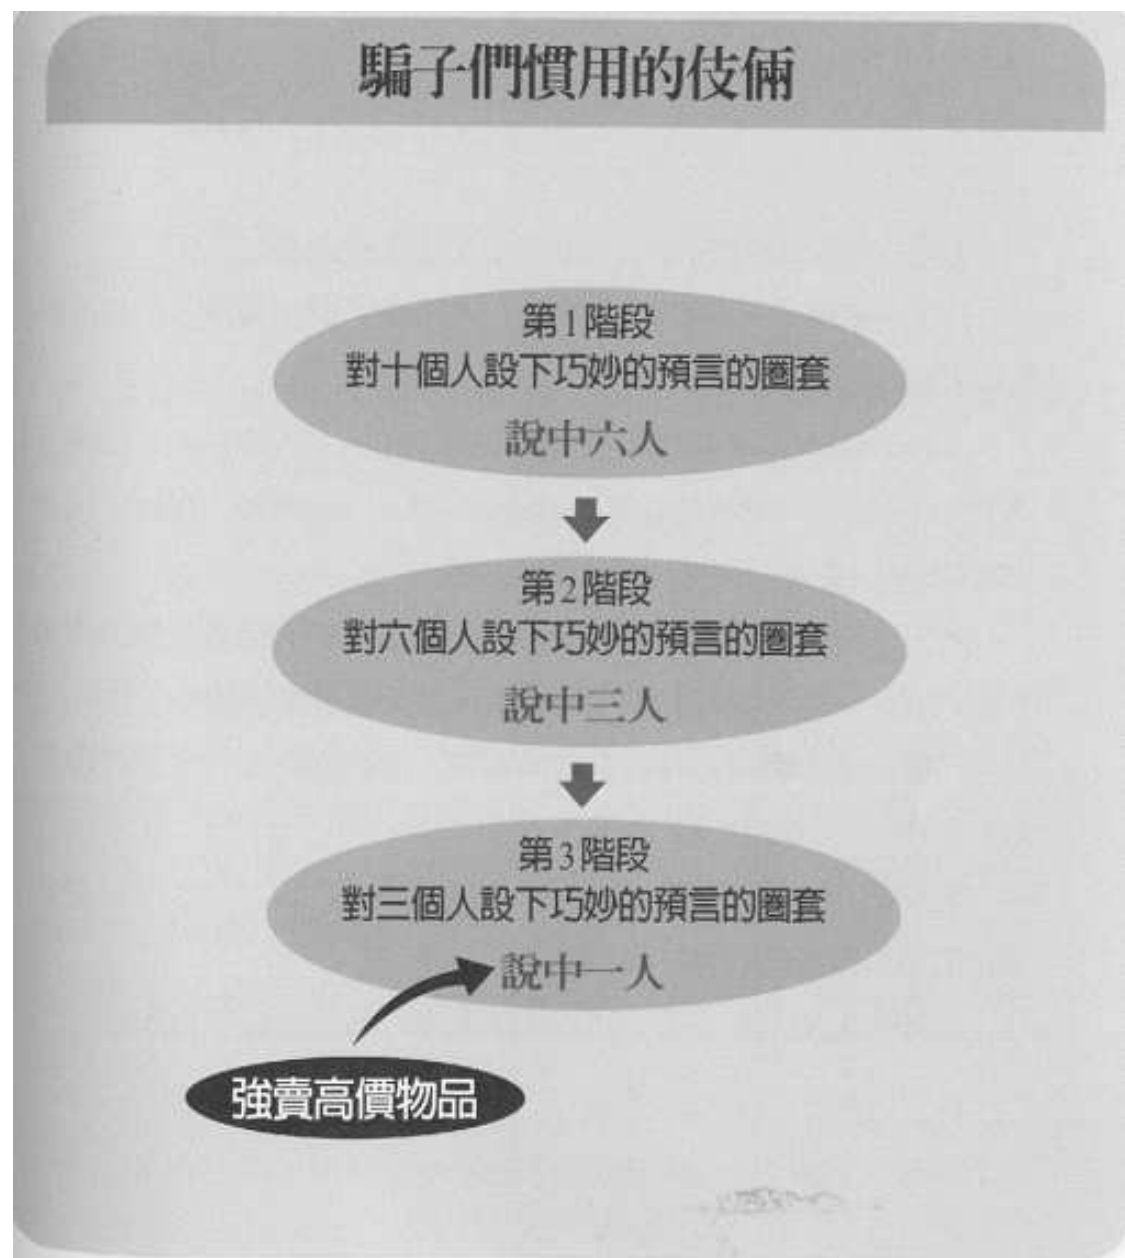 騙子們慣用的伎倆
第1階段
對十個人設下巧妙的預言的圈套
說中六人
第2階段
對六個人設下巧妙的預言的圈套
說中三人
第3階段
對三個人設下巧妙的預言的圈套
說中一人
強賣高價物品